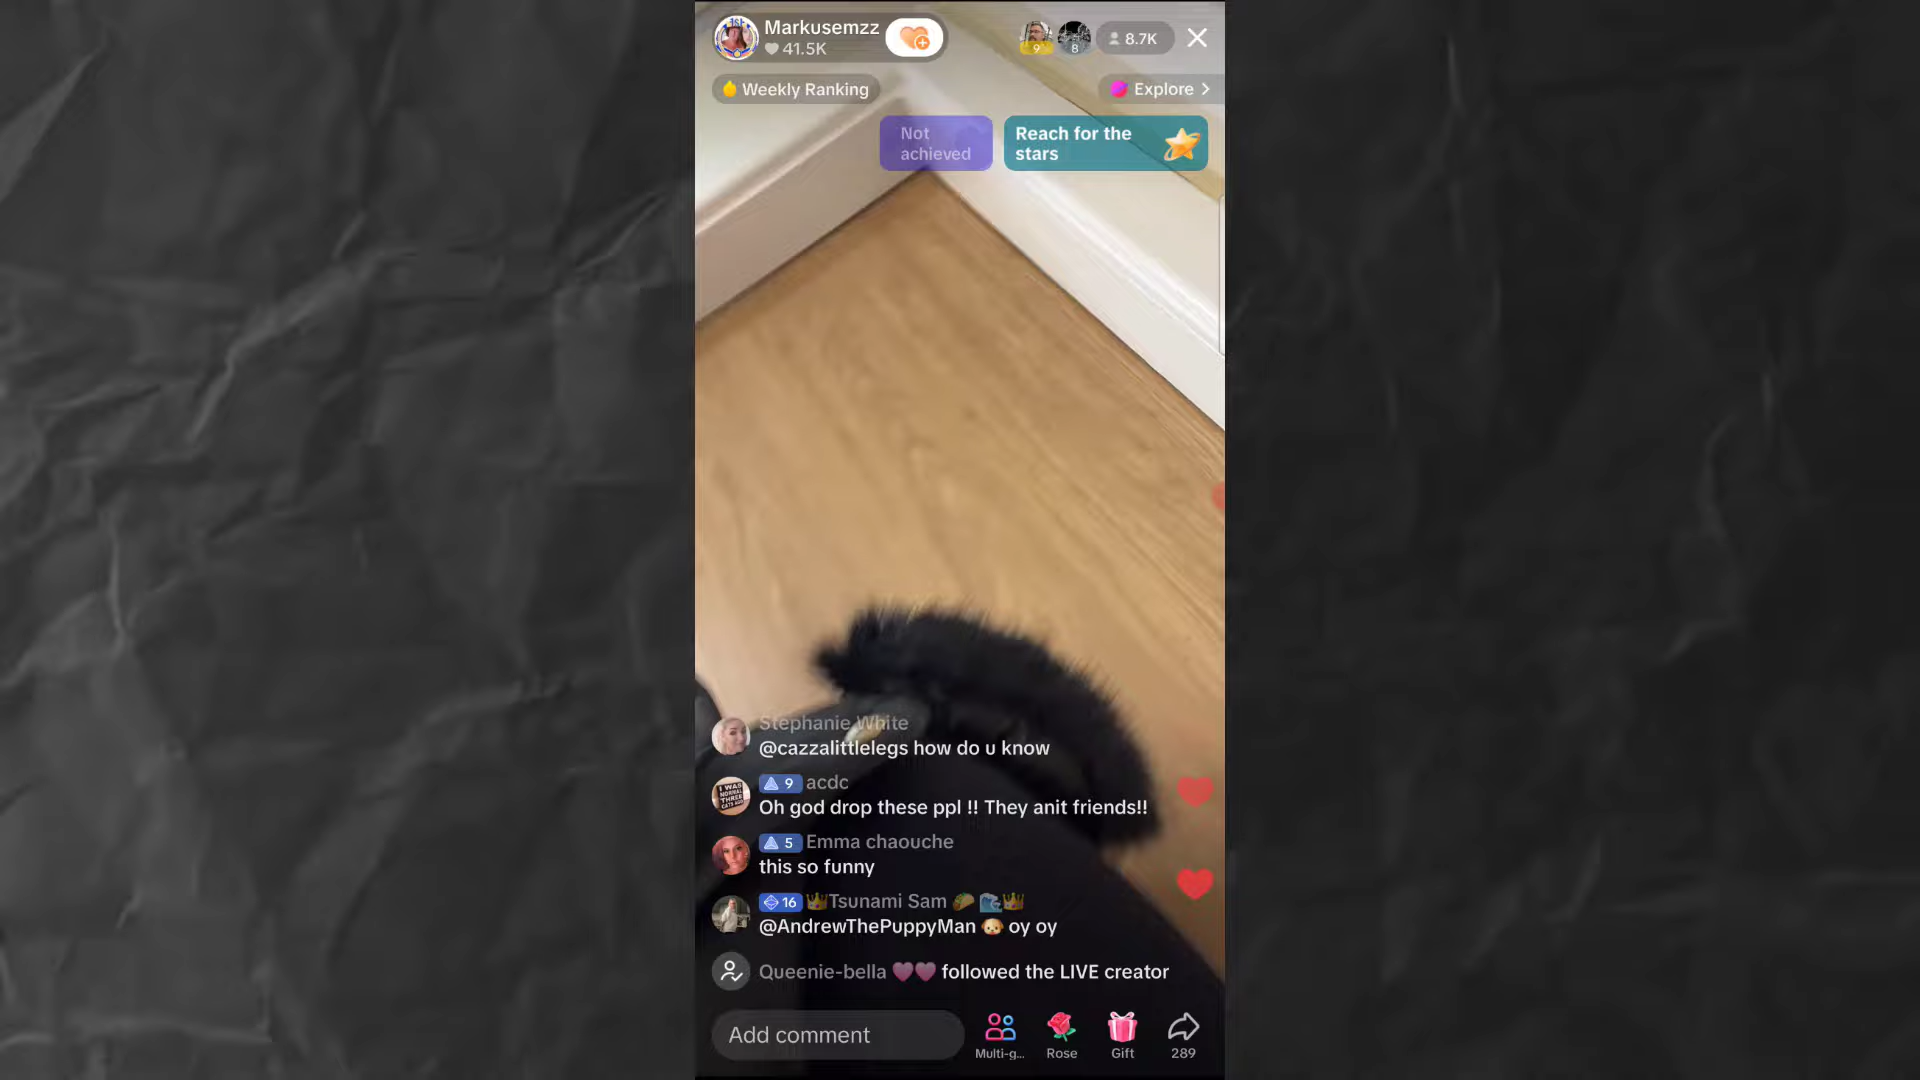 Markusemzz
41.5K
9
8
8.7K
Weekly Ranking
Explore
Not
achieved
Reach for the
stars
Stephanie White
@cazzalittlelegs how do u know
9 acdc
Oh god drop these ppl !! They anit friends!!
5 Emma chaouche
this so funny
16 👑Tsunami Sam 🌮 🌊👑
@AndrewThePuppyMan 🐶 oy oy
Queenie-bella 💗💗 followed the LIVE creator
Add comment
Multi-g...
Rose
Gift
289